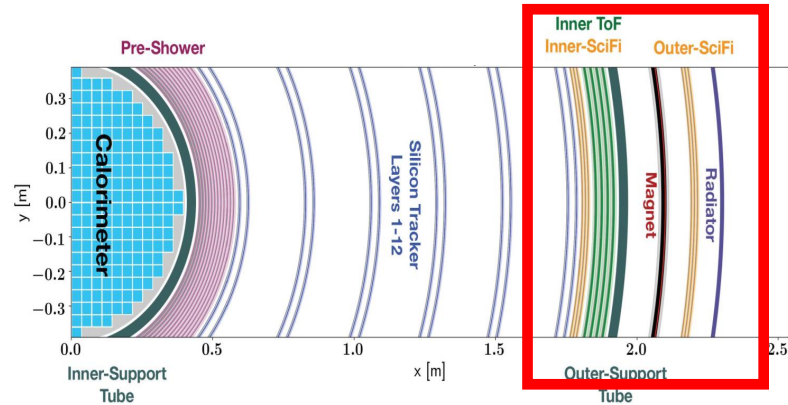 Inner ToF
Pre-Shower
Inner-SciFi
Outer-SciFi
0.3
0.2
0.1
0.0
−0.1
−0.2
−0.3
y [m]
Calorimeter
Silicon Tracker
Layers 1-12
Magnet
Radiator
0.0
0.5
1.0
1.5
2.0
2.5
x [m]
Inner-Support
Tube
Outer-Support
Tube